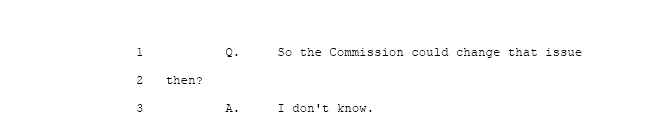 1 Q. So the Commission could change that issue
2 then?
3 A. I don't know.